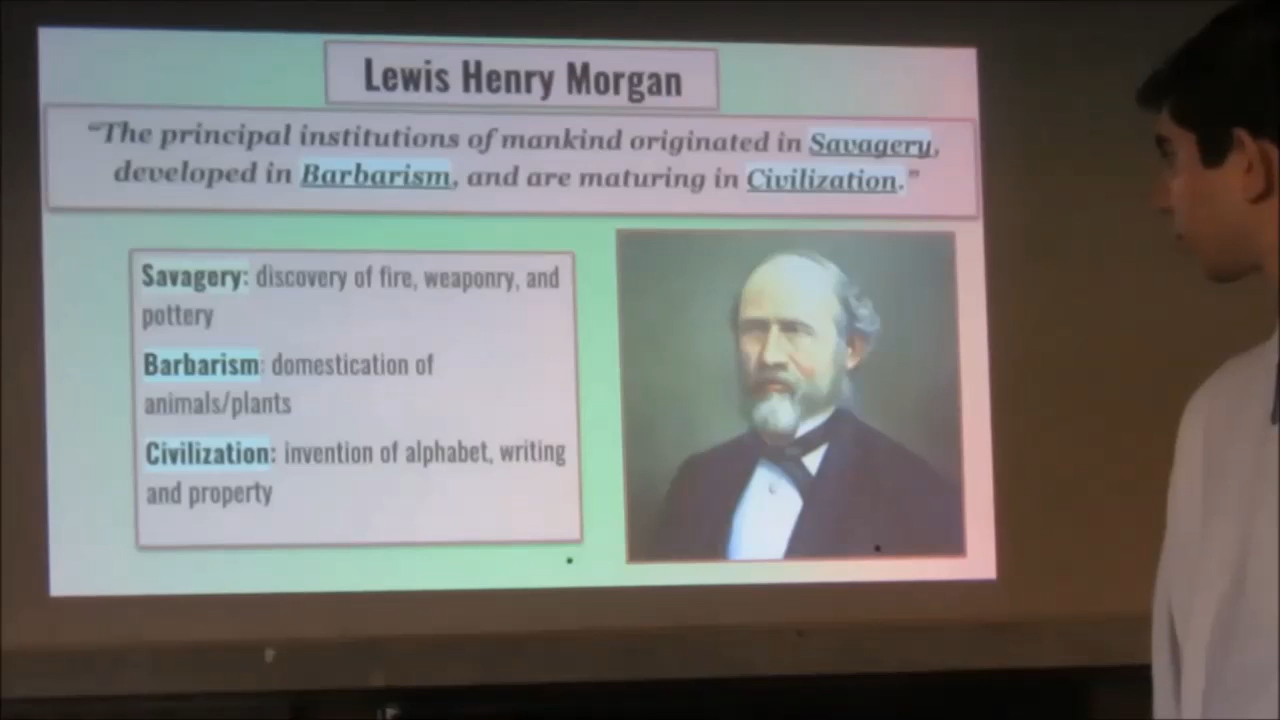 Lewis Henry Morgan
“The principal institutions of mankind originated in Savagery,
developed in Barbarism, and are maturing in Civilization.”
Savagery: discovery of fire, weaponry, and
pottery
Barbarism: domestication of
animals/plants
Civilization: invention of alphabet, writing
and property